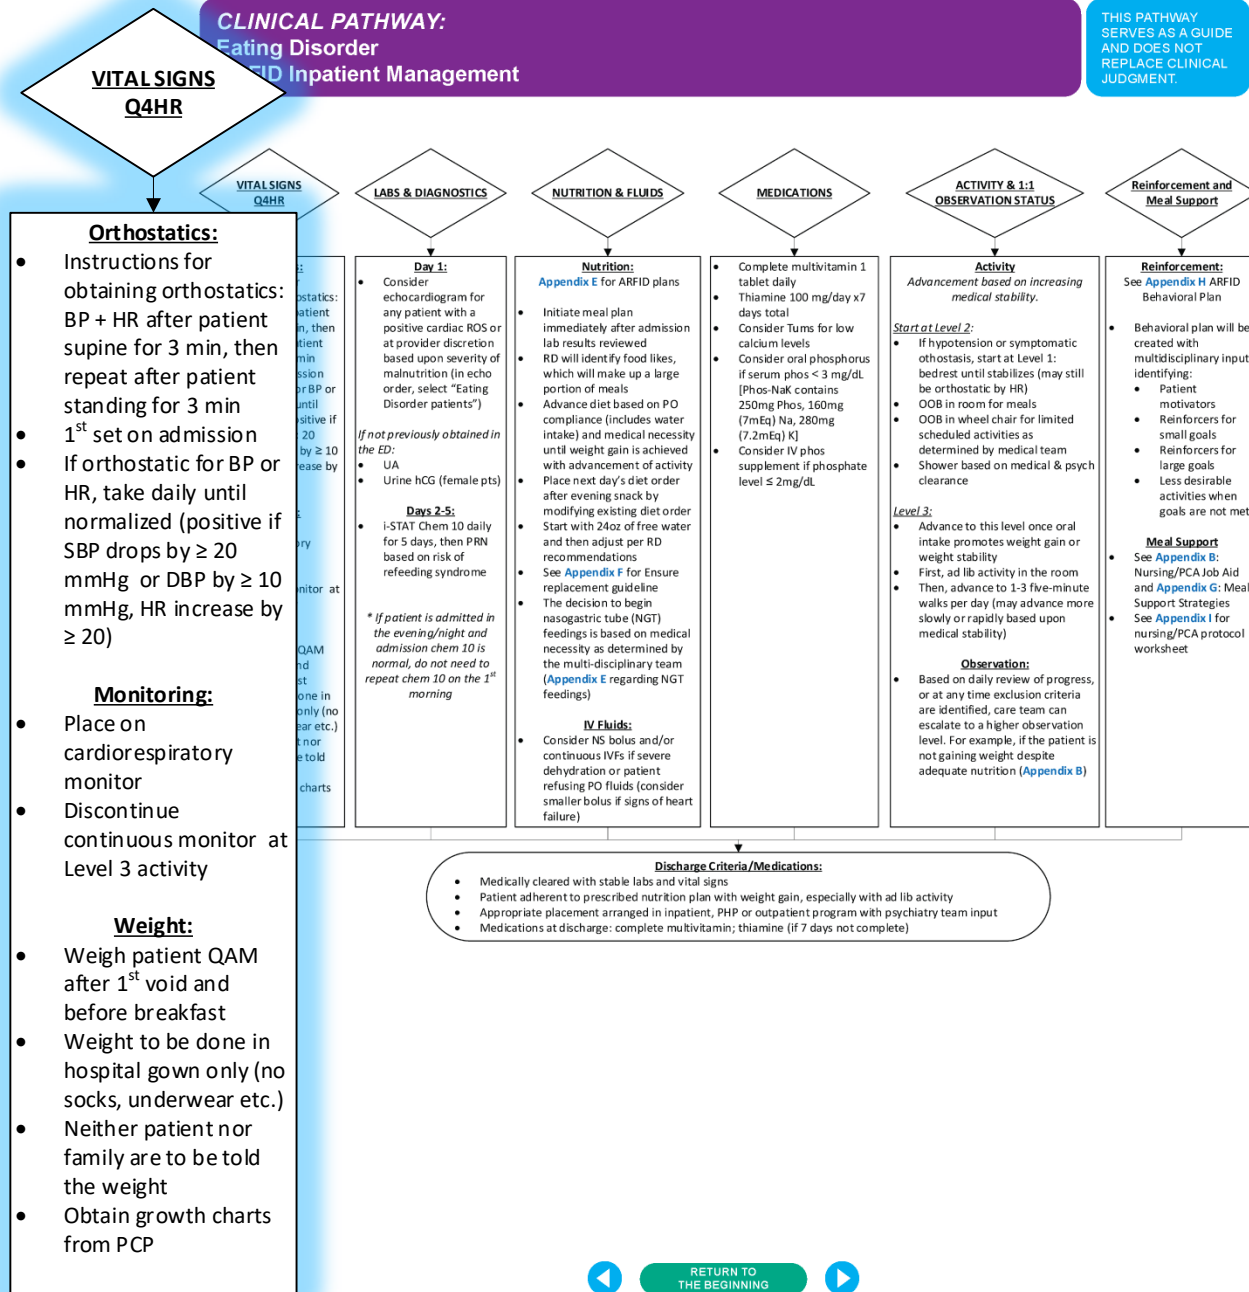 CLINICAL PATHWAY:
Eating Disorder
Inpatient Management
THIS PATHWAY
SERVES AS A GUIDE
AND DOES NOT
REPLACE CLINICAL
JUDGMENT.
VITAL SIGNS
Q4HR
Orthostatics:
• Instructions for
obtaining orthostatics:
BP + HR after patient
supine for 3 min, then
repeat after patient
standing for 3 min
• 1st set on admission
• If orthostatic for BP or
HR, take daily until
normalized (positive if
SBP drops by ≥ 20
mmHg or DBP by ≥ 10
mmHg, HR increase by
≥ 20)
Monitoring:
• Place on
cardiorespiratory
monitor
• Discontinue
continuous monitor at
Level 3 activity
Weight:
• Weigh patient QAM
after 1st void and
before breakfast
• Weight to be done in
hospital gown only (no
socks, underwear etc.)
• Neither patient nor
family are to be told
the weight
• Obtain growth charts
from PCP
VITAL SIGNS
Q4HR
LABS & DIAGNOSTICS
Day 1:
• Consider
echocardiogram for
any patient with a
positive cardiac ROS or
at provider discretion
based upon severity of
malnutrition (in echo
order, select “Eating
Disorder patients”)
If not previously obtained in
the ED:
• UA
• Urine hCG (female pts)
Days 2-5:
• i-STAT Chem 10 daily
for 5 days, then PRN
based on risk of
refeeding syndrome
* If patient is admitted in
the evening/night and
admission chem 10 is
normal, do not need to
repeat chem 10 on the 1st
morning
NUTRITION & FLUIDS
Nutrition:
Appendix E for ARFID plans
• Initiate meal plan
immediately after admission
lab results reviewed
• RD will identify food likes,
which will make up a large
portion of meals
• Advance diet based on PO
compliance (includes water
intake) and medical necessity
until weight gain is achieved
with advancement of activity
• Place next day’s diet order
after evening snack by
modifying existing diet order
• Start with 24oz of free water
and then adjust per RD
recommendations
• See Appendix F for Ensure
replacement guideline
• The decision to begin
nasogastric tube (NGT)
feedings is based on medical
necessity as determined by
the multi-disciplinary team
(Appendix E regarding NGT
feedings)
IV Fluids:
• Consider NS bolus and/or
continuous IVFs if severe
dehydration or patient
refusing PO fluids (consider
smaller bolus if signs of heart
failure)
MEDICATIONS
• Complete multivitamin 1
tablet daily
• Thiamine 100 mg/day x7
days total
• Consider Tums for low
calcium levels
• Consider oral phosphorus
if serum phos < 3 mg/dL
[Phos-NaK contains
250mg Phos, 160mg
(7mEq) Na, 280mg
(7.2mEq) K]
• Consider IV phos
supplement if phosphate
level ≤ 2mg/dL
ACTIVITY & 1:1
OBSERVATION STATUS
Activity
Advancement based on increasing
medical stability.
Start at Level 2:
• If hypotension or symptomatic
othostasis, start at Level 1:
bedrest until stabilizes (may still
be orthostatic by HR)
• OOB in room for meals
• OOB in wheel chair for limited
scheduled activities as
determined by medical team
• Shower based on medical & psych
clearance
Level 3:
• Advance to this level once oral
intake promotes weight gain or
weight stability
• First, ad lib activity in the room
• Then, advance to 1-3 five-minute
walks per day (may advance more
slowly or rapidly based upon
medical stability)
Observation:
• Based on daily review of progress,
or at any time exclusion criteria
are identified, care team can
escalate to a higher observation
level. For example, if the patient is
not gaining weight despite
adequate nutrition (Appendix B)
Reinforcement and
Meal Support
Reinforcement:
See Appendix H ARFID
Behavioral Plan
• Behavioral plan will be
created with
multidisciplinary input
identifying:
• Patient
motivators
• Reinforcers for
small goals
• Reinforcers for
large goals
• Less desirable
activities when
goals are not met
Meal Support
• See Appendix B:
Nursing/PCA Job Aid
and Appendix G: Meal
Support Strategies
• See Appendix I for
nursing/PCA protocol
worksheet
Discharge Criteria/Medications:
• Medically cleared with stable labs and vital signs
• Patient adherent to prescribed nutrition plan with weight gain, especially with ad lib activity
• Appropriate placement arranged in inpatient, PHP or outpatient program with psychiatry team input
• Medications at discharge: complete multivitamin; thiamine (if 7 days not complete)
RETURN TO
THE BEGINNING